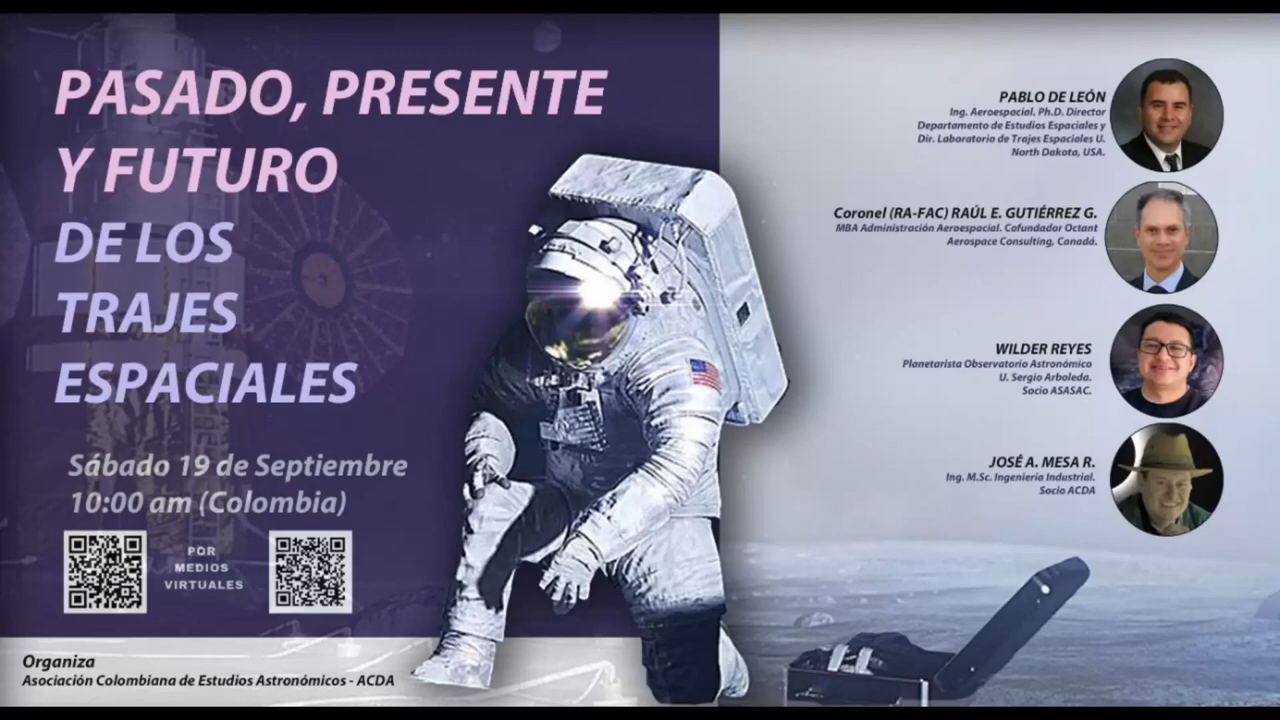 PASADO, PRESENTE
Y FUTURO
DE LOS
TRAJES
ESPACIALES
Sábado 19 de Septiembre
10:00 am (Colombia)
POR
MEDIOS
VIRTUALES
Organiza
Asociación Colombiana de Estudios Astronómicos - ACDA
PABLO DE LEÓN
Ing. Aeroespacial. Ph.D. Director
Departamento de Estudios Espaciales y
Dir. Laboratorio de Trajes Espaciales U.
North Dakota, USA.
Coronel (RA-FAC) RAÚL E. GUTIÉRREZ G.
MBA Administración Aeroespacial. Cofundador Octant
Aerospace Consulting, Canadá.
WILDER REYES
Planetarista Observatorio Astronómico
U. Sergio Arboleda.
Socio ASASAC.
JOSÉ A. MESA R.
Ing. M.Sc. Ingeniería Industrial.
Socio ACDA